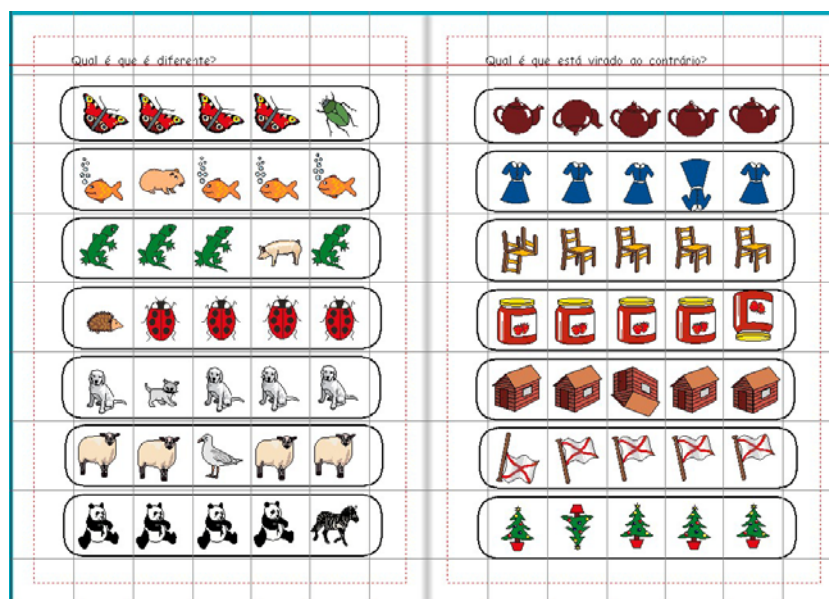 Qual é que é diferente?
Qual é que está virado ao contrário?